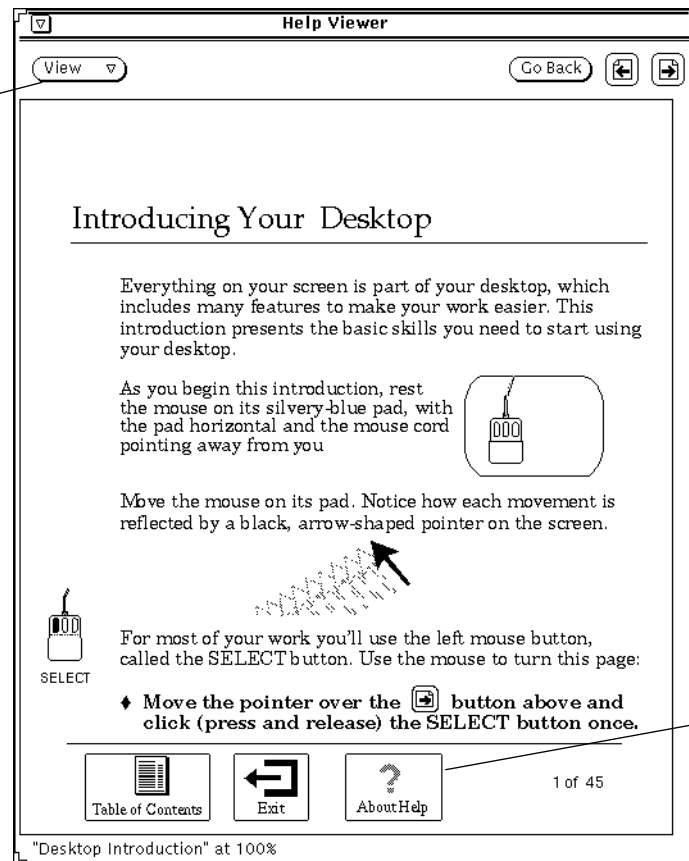 Help Viewer
View
Go Back
Introducing Your Desktop
Everything on your screen is part of your desktop, which
includes many features to make your work easier. This
introduction presents the basic skills you need to start using
your desktop.
As you begin this introduction, rest
the mouse on its silvery-blue pad, with
the pad horizontal and the mouse cord
pointing away from you
Move the mouse on its pad. Notice how each movement is
reflected by a black, arrow-shaped pointer on the screen.
SELECT
For most of your work you'll use the left mouse button,
called the SELECT button. Use the mouse to turn this page:
♦ Move the pointer over the button above and
click (press and release) the SELECT button once.
Table of Contents
Exit
About Help
1 of 45
"Desktop Introduction" at 100%